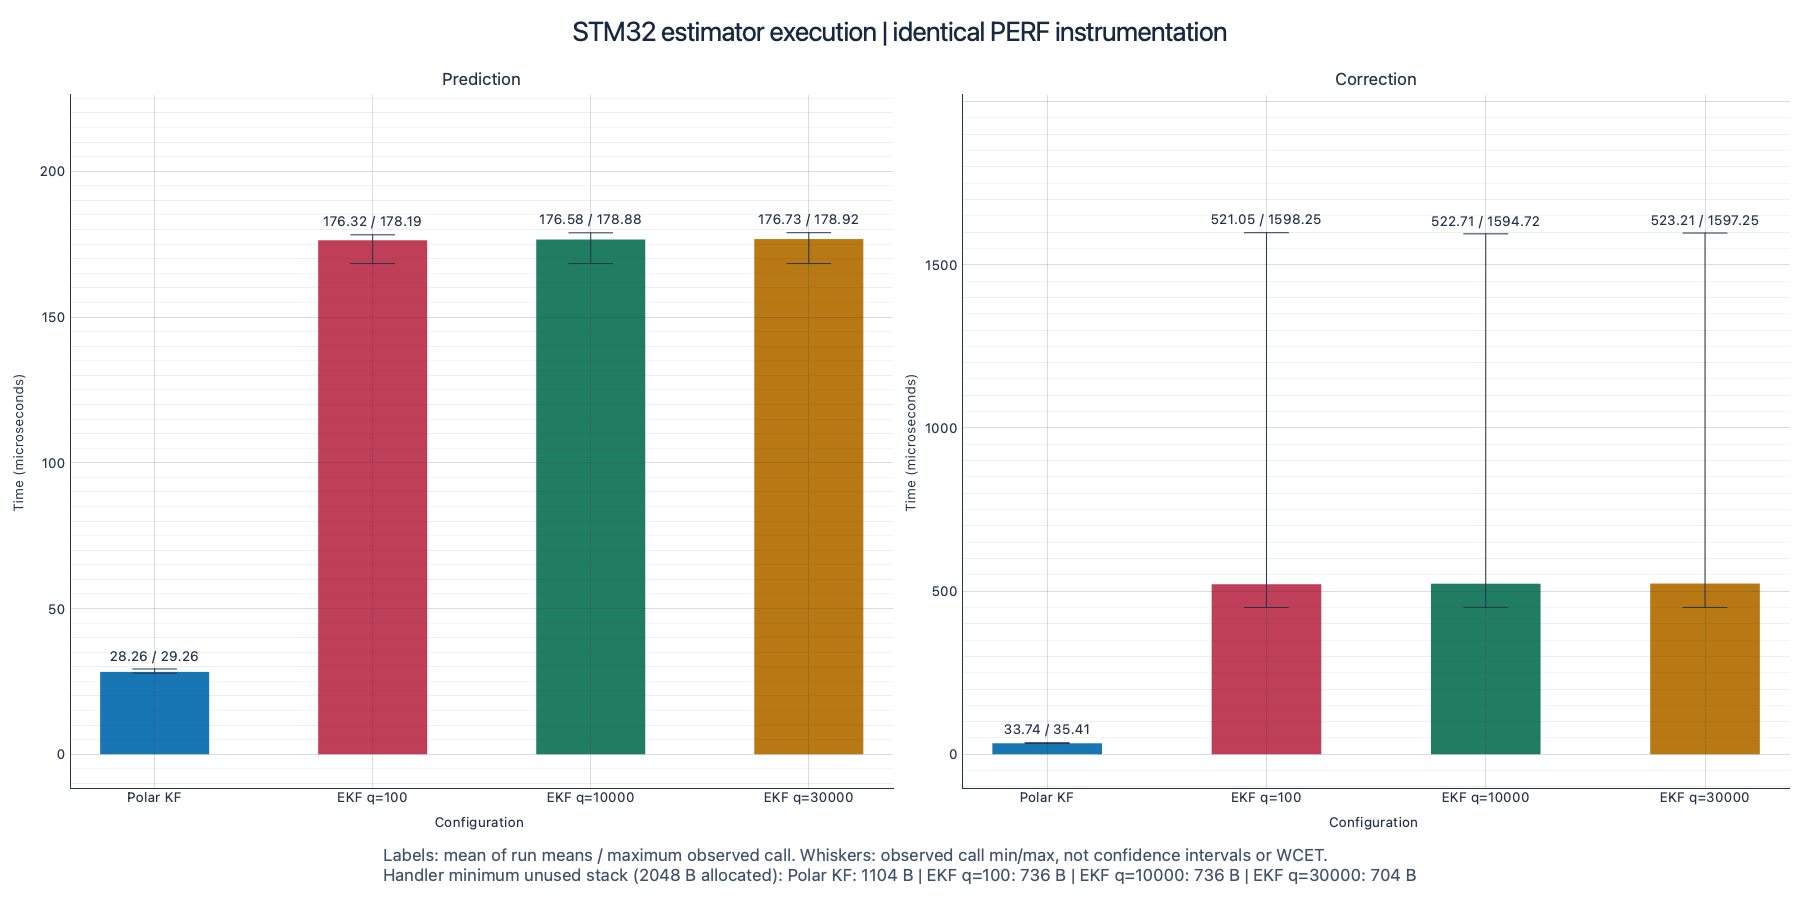 STM32 estimator execution | identical PERF instrumentation
Prediction
Time (microseconds)
200
150
100
50
0
28.26 / 29.26
176.32 / 178.19
176.58 / 178.88
176.73 / 178.92
Polar KF
EKF q=100
EKF q=10000
EKF q=30000
Configuration
Correction
Time (microseconds)
1500
1000
500
0
33.74 / 35.41
521.05 / 1598.25
522.71 / 1594.72
523.21 / 1597.25
Polar KF
EKF q=100
EKF q=10000
EKF q=30000
Configuration
Labels: mean of run means / maximum observed call. Whiskers: observed call min/max, not confidence intervals or WCET.
Handler minimum unused stack (2048 B allocated): Polar KF: 1104 B | EKF q=100: 736 B | EKF q=10000: 736 B | EKF q=30000: 704 B